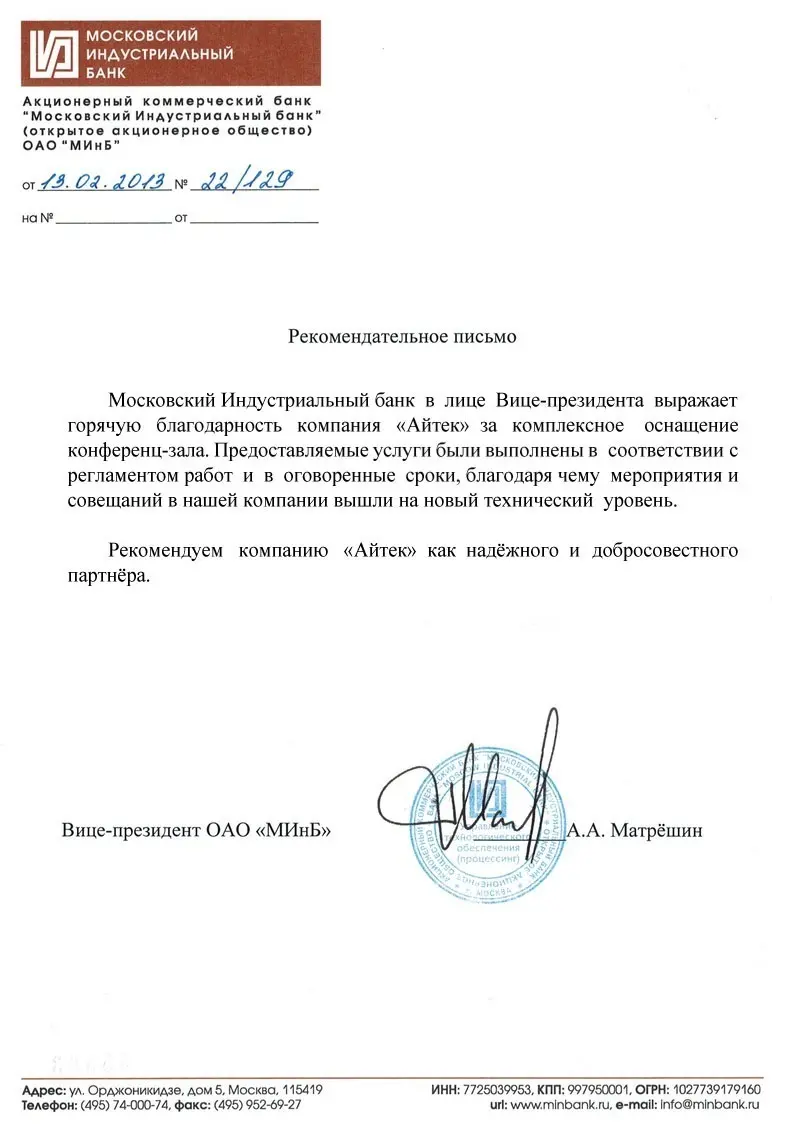 МОСКОВСКИЙ
ИНДУСТРИАЛЬНЫЙ
БАНК
Акционерный коммерческий банк
“Московский Индустриальный банк”
(открытое акционерное общество)
ОАО “МИнБ”
от 13.02.2013 № 22/129
на № от
Рекомендательное письмо
Московский Индустриальный банк в лице Вице-президента выражает
горячую благодарность компания «Айтек» за комплексное оснащение
конференц-зала. Предоставляемые услуги были выполнены в соответствии с
регламентом работ и в оговоренные сроки, благодаря чему мероприятия и
совещаний в нашей компании вышли на новый технический уровень.
Рекомендуем компанию «Айтек» как надёжного и добросовестного
партнёра.
Вице-президент ОАО «МИнБ» А.А. Матрёшин
технологического
обеспечения
(процессинг)
Адрес: ул. Орджоникидзе, дом 5, Москва, 115419
Телефон: (495) 74-000-74, факс: (495) 952-69-27
ИНН: 7725039953, КПП: 997950001, ОГРН: 1027739179160
url: www.minbank.ru, e-mail: info@minbank.ru